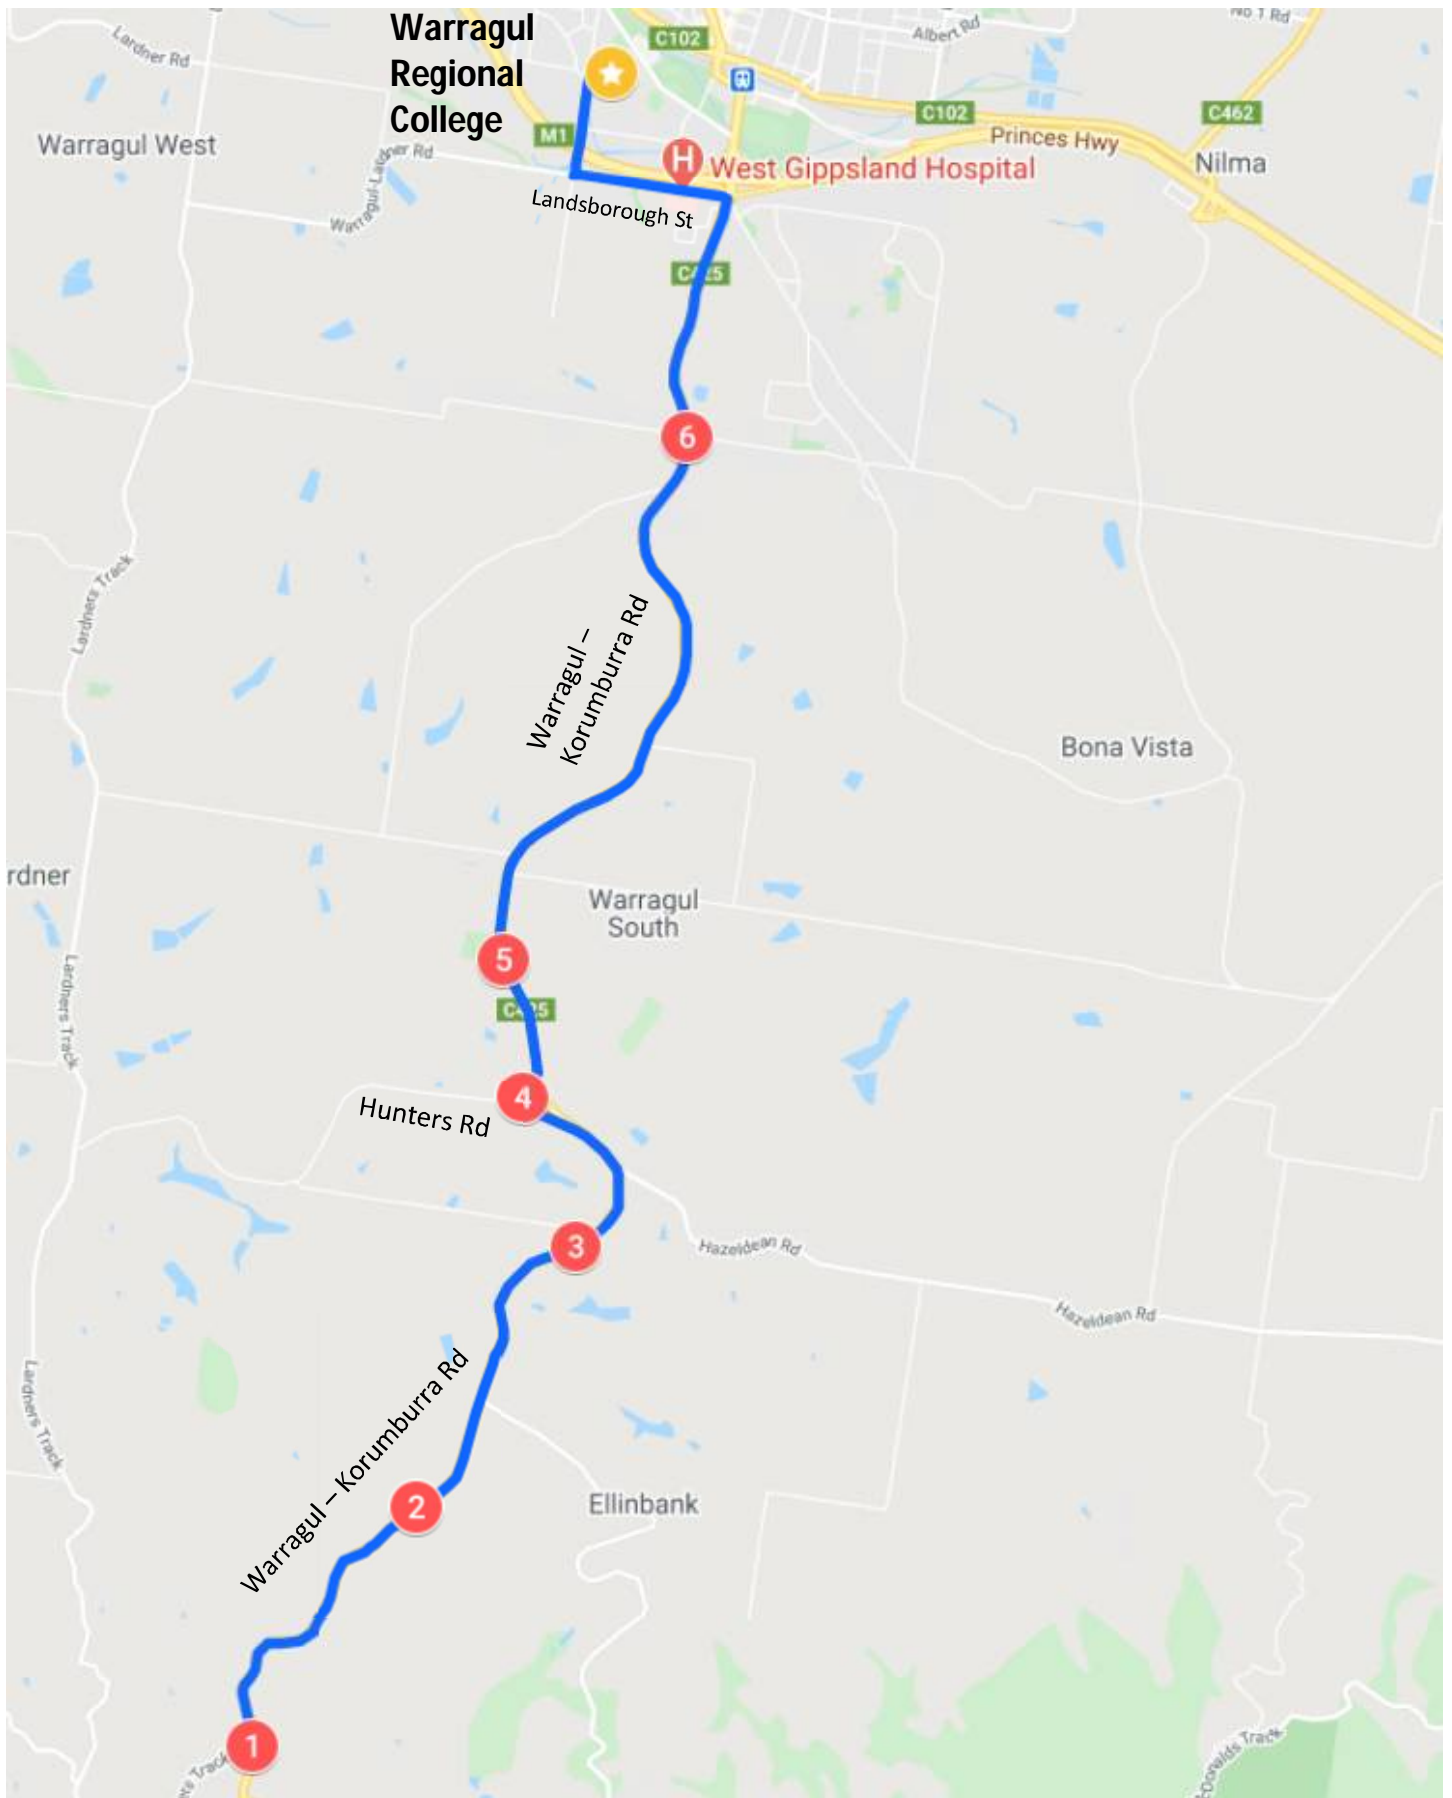 Warragul
Regional
College
C102
Albert Rd
No 1 Rd
Lardner Rd
C102
C462
M1
Princes Hwy
Warragul West
Nilma
H
West Gippsland Hospital
Landsborough St
6
Lardners Track
Warragul –
Korumburra Rd
Bona Vista
rdner
Warragul
South
5
Lardners Track
4
Hunters Rd
3
Hazeldean Rd
Hazeldean Rd
Warragul – Korumburra Rd
Lardners Track
2
Ellinbank
1